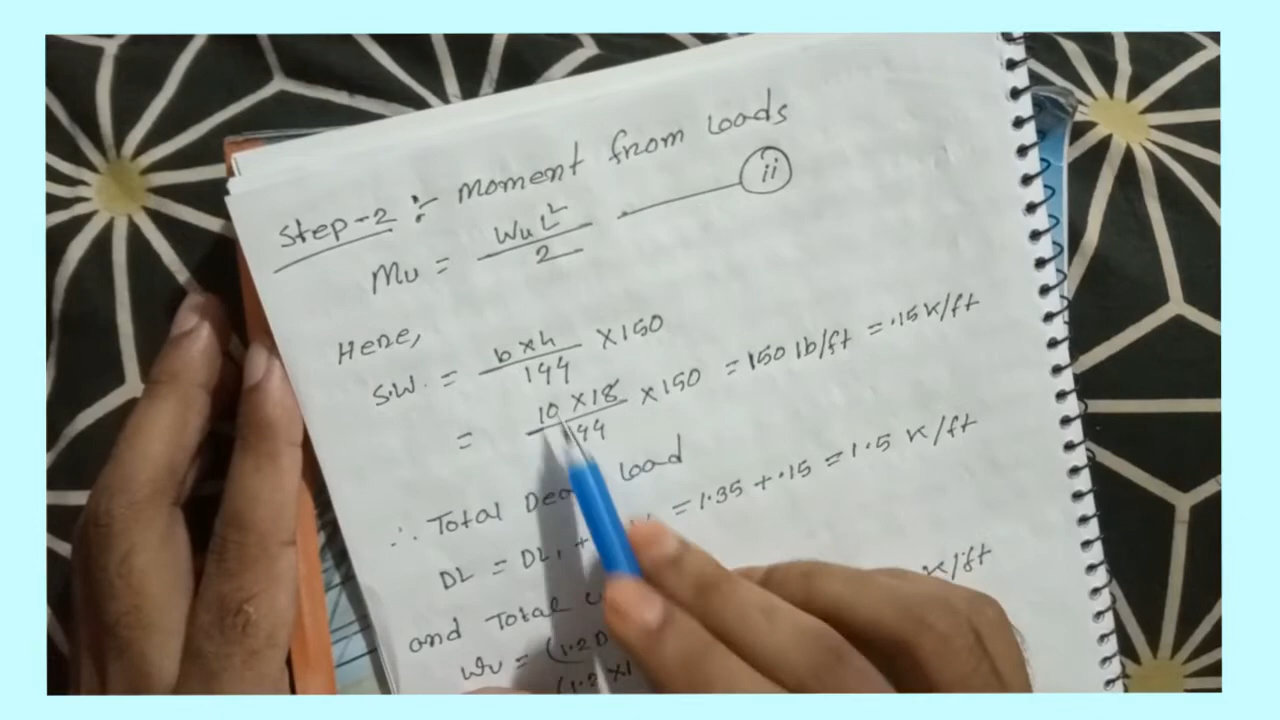 Step-2 :- Moment from Loads
Mu = WuL²/2 (ii)
Here,
S.W. = b×h/144 ×150
= 10×18/144 ×150 = 150 lb/ft = .15 K/ft
∴ Total Load
DL = DL1 + = 1.35 + .15 = 1.5 K/ft
and Total K/ft
Wu = (1.2D
(1.2×1